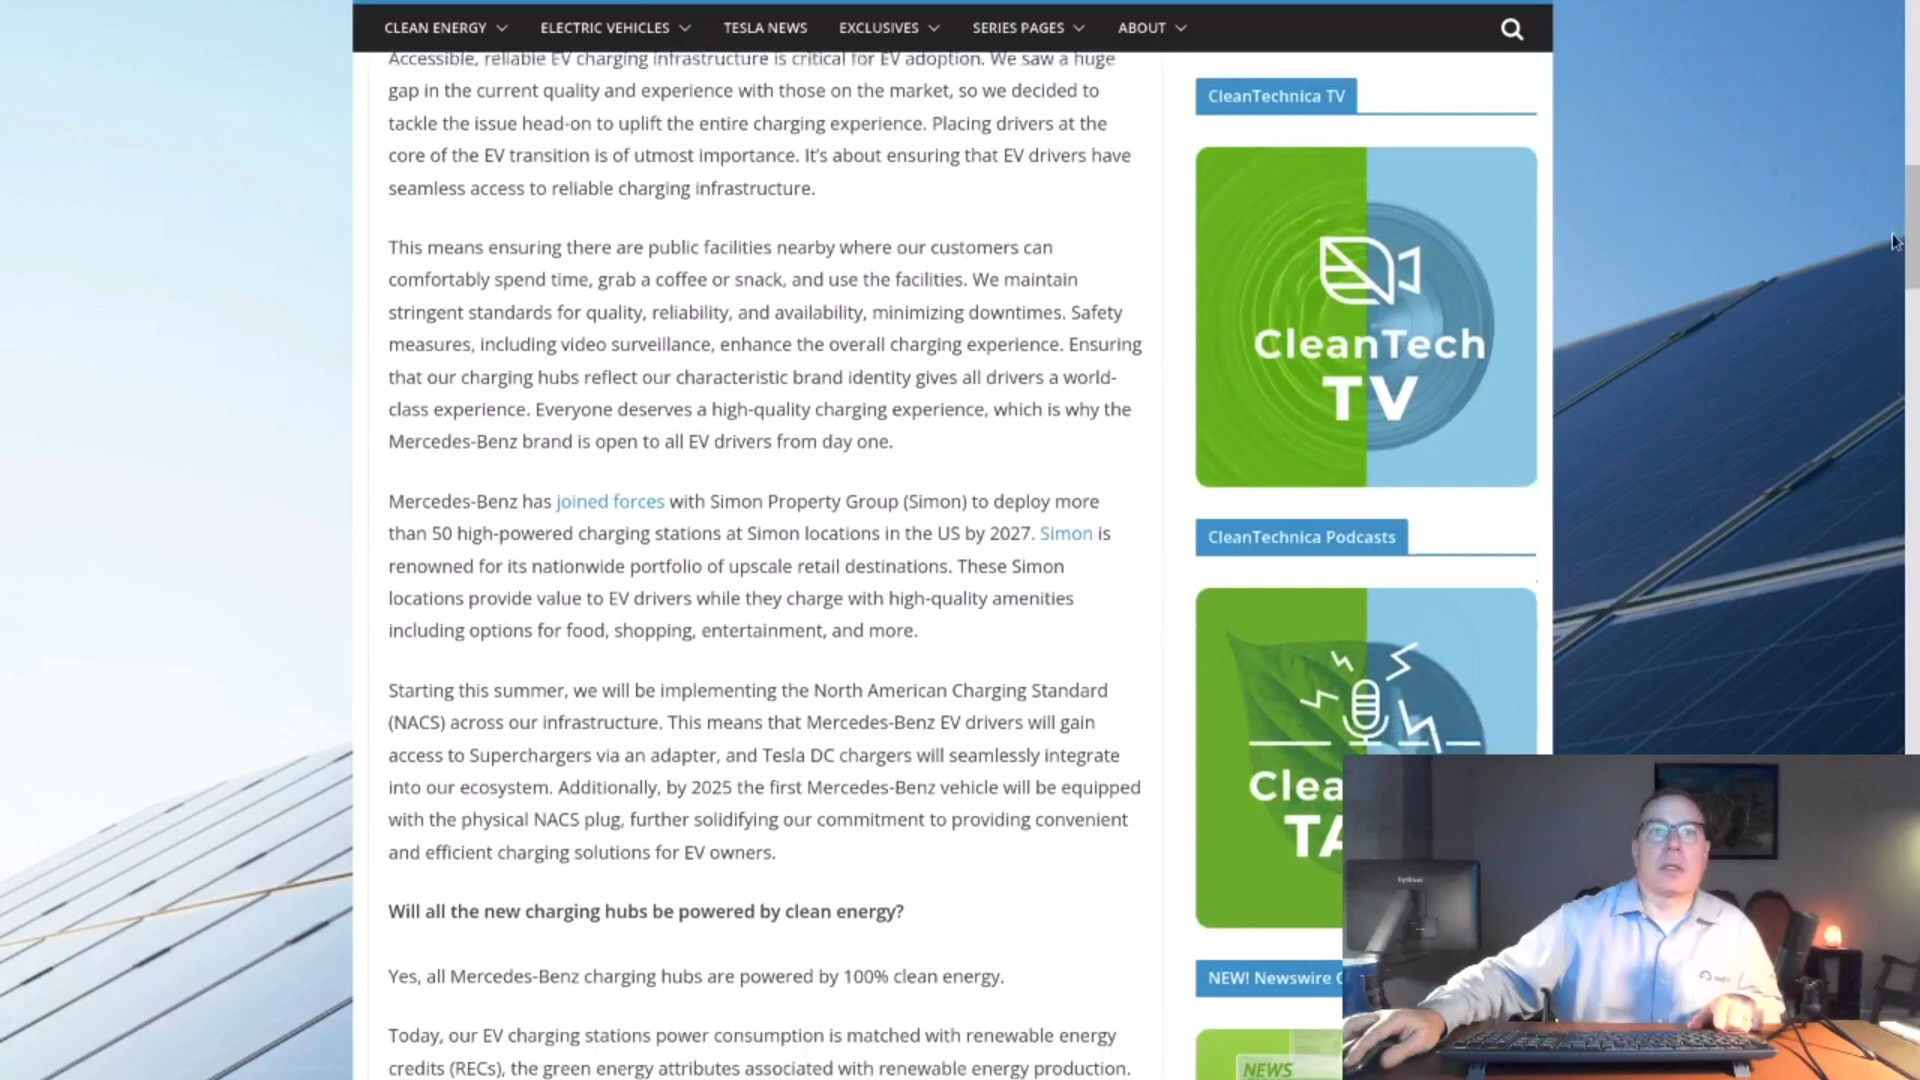 CLEAN ENERGY ELECTRIC VEHICLES TESLA NEWS EXCLUSIVES SERIES PAGES ABOUT
Accessible, reliable EV charging infrastructure is critical for EV adoption. We saw a huge
gap in the current quality and experience with those on the market, so we decided to
tackle the issue head-on to uplift the entire charging experience. Placing drivers at the
core of the EV transition is of utmost importance. It's about ensuring that EV drivers have
seamless access to reliable charging infrastructure.
This means ensuring there are public facilities nearby where our customers can
comfortably spend time, grab a coffee or snack, and use the facilities. We maintain
stringent standards for quality, reliability, and availability, minimizing downtimes. Safety
measures, including video surveillance, enhance the overall charging experience. Ensuring
that our charging hubs reflect our characteristic brand identity gives all drivers a world-
class experience. Everyone deserves a high-quality charging experience, which is why the
Mercedes-Benz brand is open to all EV drivers from day one.
Mercedes-Benz has joined forces with Simon Property Group (Simon) to deploy more
than 50 high-powered charging stations at Simon locations in the US by 2027. Simon is
renowned for its nationwide portfolio of upscale retail destinations. These Simon
locations provide value to EV drivers while they charge with high-quality amenities
including options for food, shopping, entertainment, and more.
Starting this summer, we will be implementing the North American Charging Standard
(NACS) across our infrastructure. This means that Mercedes-Benz EV drivers will gain
access to Superchargers via an adapter, and Tesla DC chargers will seamlessly integrate
into our ecosystem. Additionally, by 2025 the first Mercedes-Benz vehicle will be equipped
with the physical NACS plug, further solidifying our commitment to providing convenient
and efficient charging solutions for EV owners.
Will all the new charging hubs be powered by clean energy?
Yes, all Mercedes-Benz charging hubs are powered by 100% clean energy.
Today, our EV charging stations power consumption is matched with renewable energy
credits (RECs), the green energy attributes associated with renewable energy production.
CleanTechnica TV
CleanTech
TV
CleanTechnica Podcasts
Clea
TA
NEW! Newswire
NEWS